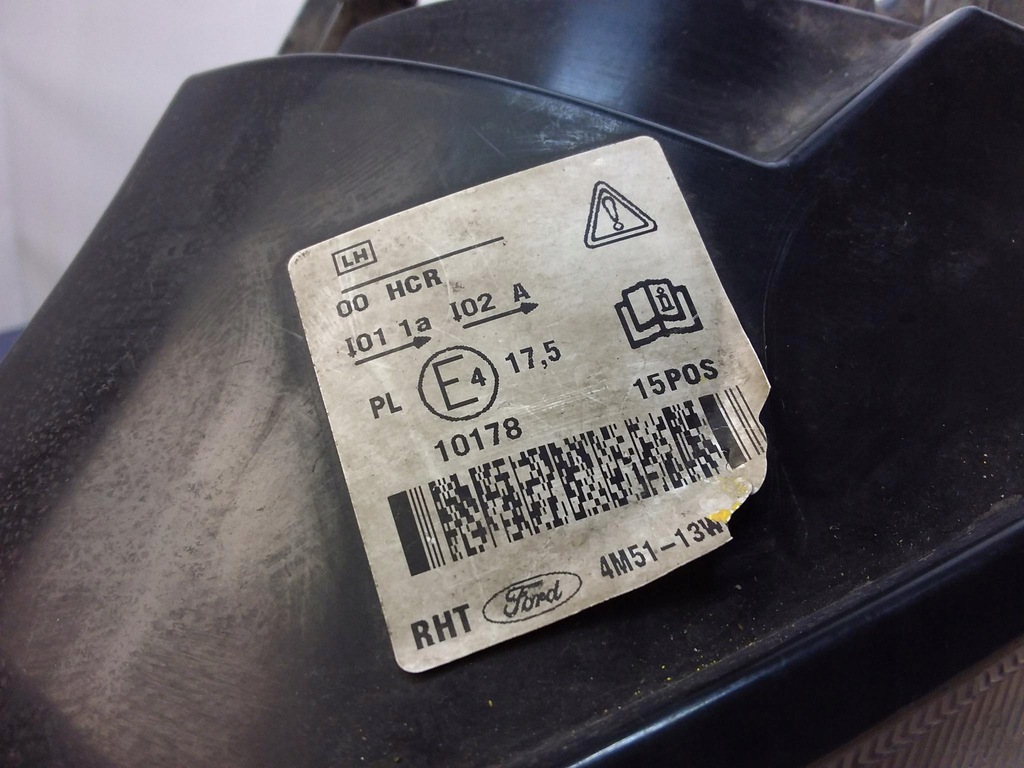 LH
00 HCR
I01 1a I02 A
PL E4 17,5
10178 15POS
RHT Ford 4M51-13W